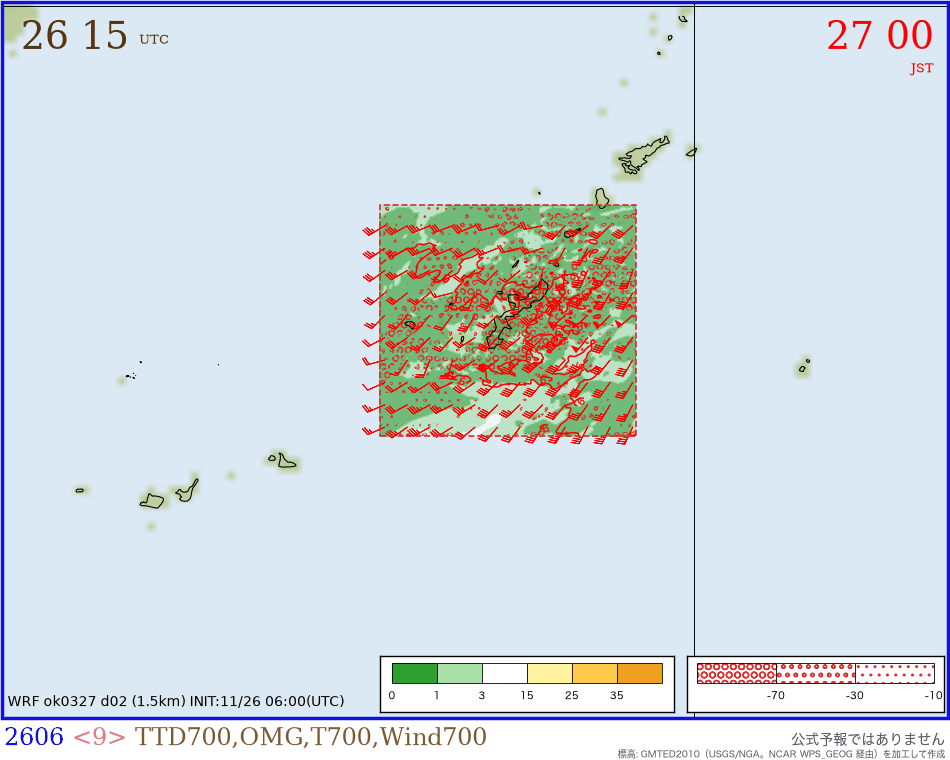 26 15 UTC
27 00
JST
0 1 3 15 25 35
-70 -30 -10
WRF ok0327 d02 (1.5km) INIT:11/26 06:00(UTC)
2606 <9> TTD700,OMG,T700,Wind700
公式予報ではありません
標高: GMTED2010（USGS/NGA。NCAR WPS_GEOG 経由）を加工して作成